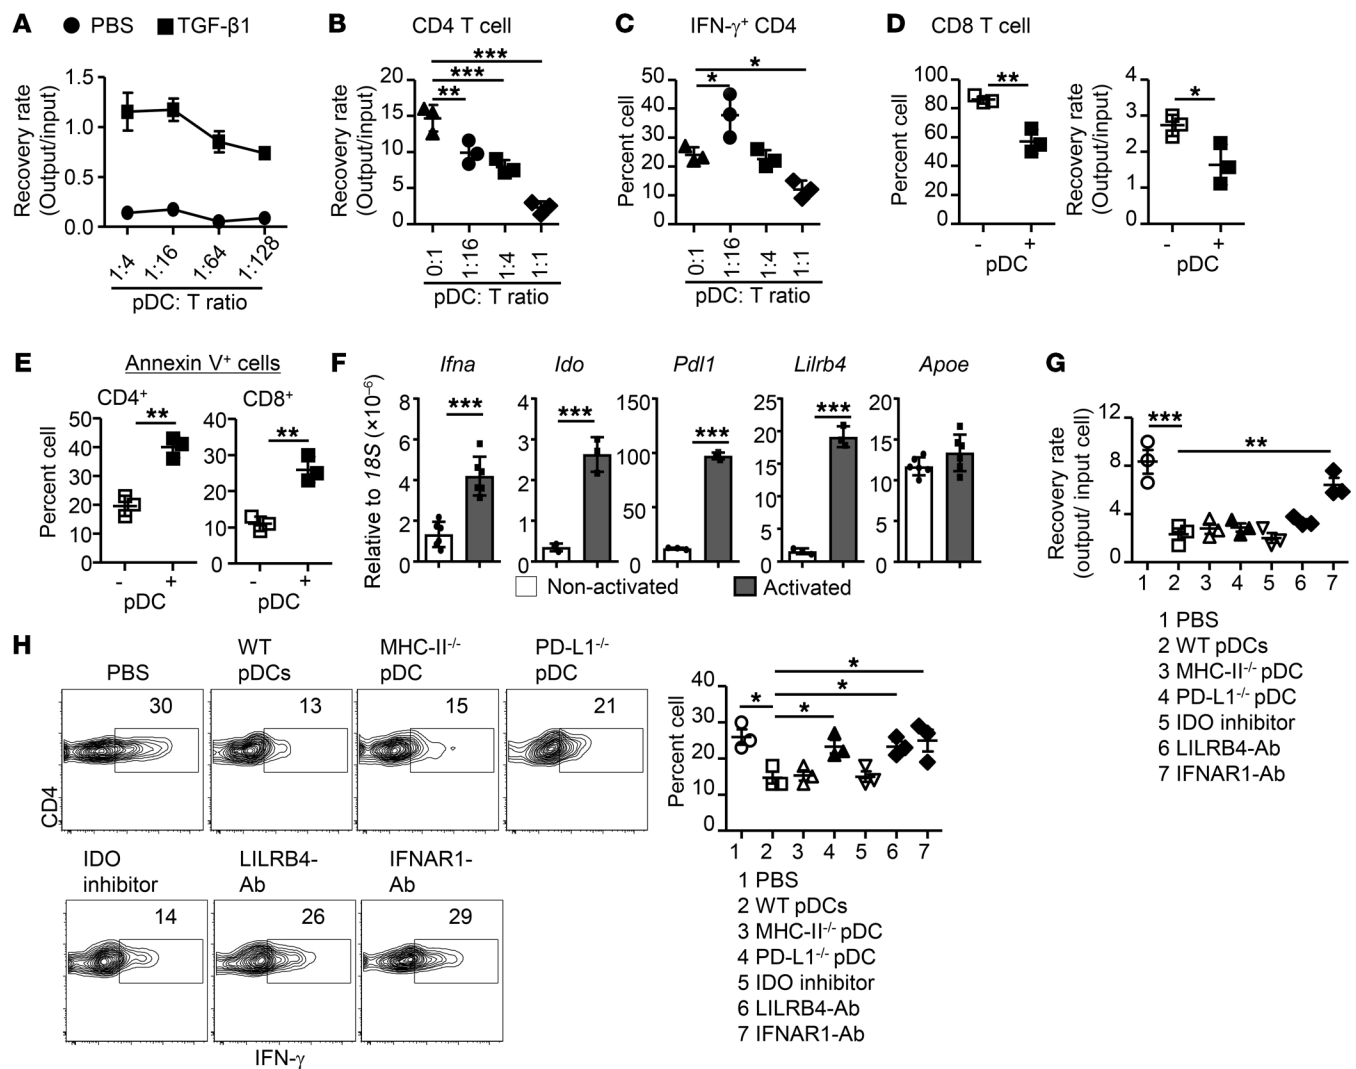 A
PBS
TGF-β1
Recovery rate
(Output/input)
1.5
1.0
0.5
0.0
1:4
1:16
1:64
1:128
pDC: T ratio
B
CD4 T cell
***
***
**
Recovery rate
(Output/input)
20
15
10
5
0
0:1
1:16
1:4
1:1
pDC: T ratio
C
IFN-γ+ CD4
*
*
Percent cell
50
40
30
20
10
0
0:1
1:16
1:4
1:1
pDC: T ratio
D
CD8 T cell
**
Percent cell
100
80
60
40
20
0
- +
pDC
*
Recovery rate
(Output/input)
4
3
2
1
0
- +
pDC
E
Annexin V+ cells
CD4+
**
Percent cell
50
40
30
20
10
0
- +
pDC
CD8+
**
40
30
20
10
0
- +
pDC
F
Relative to 18S (×10⁻⁶)
Ifna
***
8
6
4
2
0
Ido
***
4
3
2
1
0
Pdl1
***
150
100
50
0
Lilrb4
***
25
20
15
10
5
0
Apoe
20
15
10
5
0
Non-activated
Activated
G
Recovery rate
(output/ input cell)
***
**
12
8
4
0
1 2 3 4 5 6 7
1 PBS
2 WT pDCs
3 MHC-II-/- pDC
4 PD-L1-/- pDC
5 IDO inhibitor
6 LILRB4-Ab
7 IFNAR1-Ab
H
PBS
30
WT
pDCs
13
MHC-II-/-
pDC
15
PD-L1-/-
pDC
21
CD4
IDO
inhibitor
14
LILRB4-
Ab
26
IFNAR1-
Ab
29
IFN-γ
*
*
*
*
Percent cell
40
30
20
10
0
1 2 3 4 5 6 7
1 PBS
2 WT pDCs
3 MHC-II-/- pDC
4 PD-L1-/- pDC
5 IDO inhibitor
6 LILRB4-Ab
7 IFNAR1-Ab